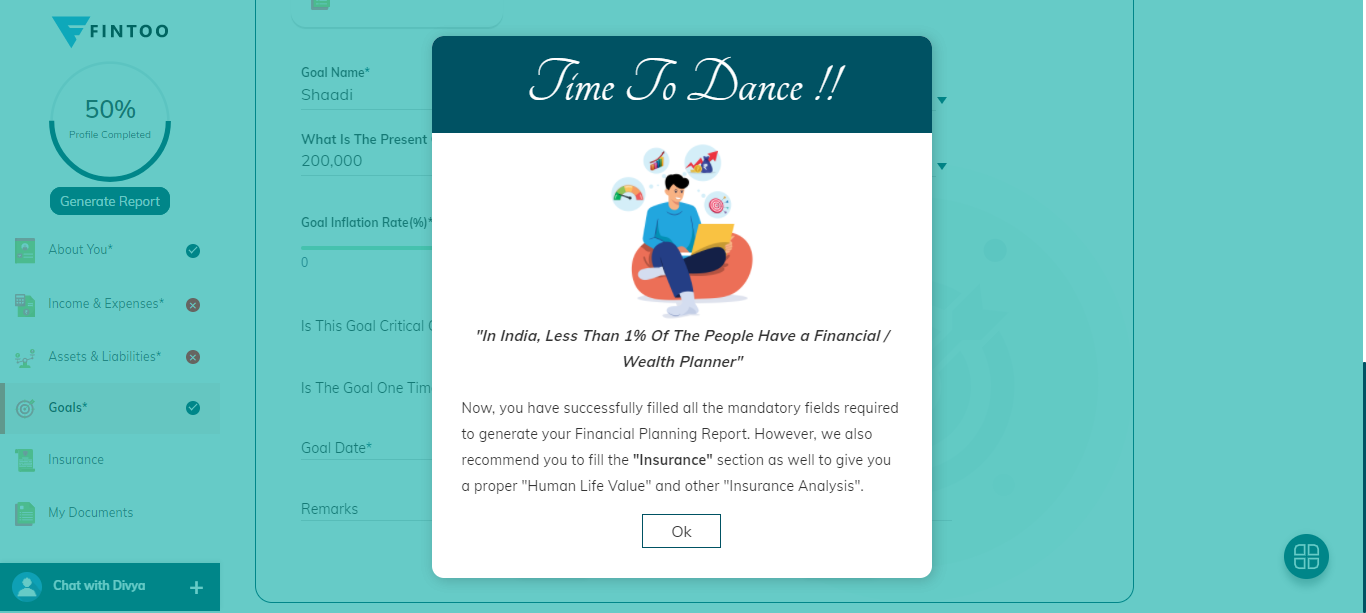 FINTOO
50%
Profile Completed
Generate Report
About You*
Income & Expenses*
Assets & Liabilities*
Goals*
Insurance
My Documents
Chat with Divya
+
Goal Name*
Shaadi
What Is The Present
200,000
Goal Inflation Rate(%)*
0
Is This Goal Critical
Is The Goal One Tim
Goal Date*
Remarks
Time To Dance !!
"In India, Less Than 1% Of The People Have a Financial /
Wealth Planner"
Now, you have successfully filled all the mandatory fields required
to generate your Financial Planning Report. However, we also
recommend you to fill the "Insurance" section as well to give you
a proper "Human Life Value" and other "Insurance Analysis".
Ok